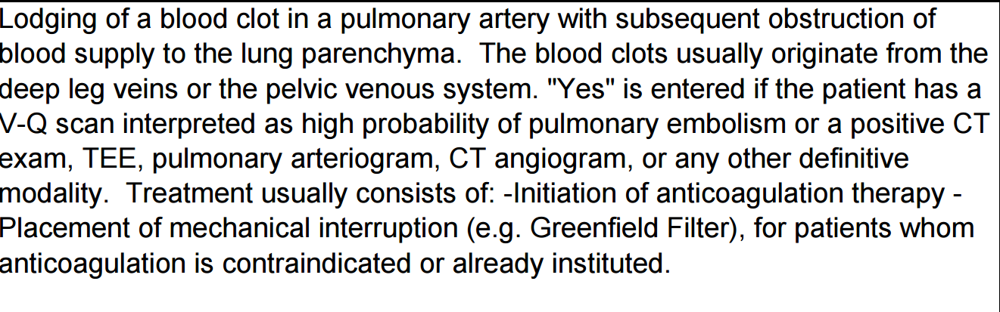 Lodging of a blood clot in a pulmonary artery with subsequent obstruction of
blood supply to the lung parenchyma.  The blood clots usually originate from the
deep leg veins or the pelvic venous system. "Yes" is entered if the patient has a
V-Q scan interpreted as high probability of pulmonary embolism or a positive CT
exam, TEE, pulmonary arteriogram, CT angiogram, or any other definitive
modality.  Treatment usually consists of: -Initiation of anticoagulation therapy -
Placement of mechanical interruption (e.g. Greenfield Filter), for patients whom
anticoagulation is contraindicated or already instituted.